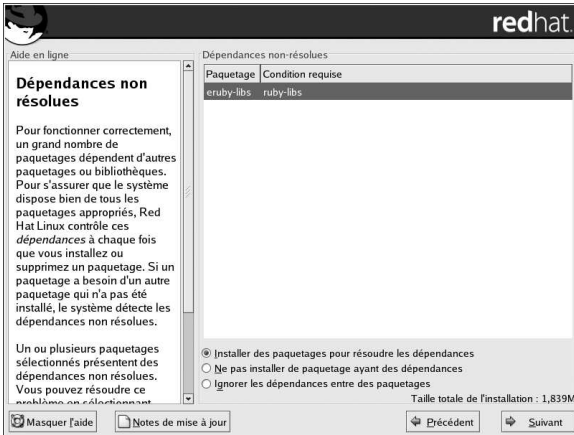 redhat.
Aide en ligne
Dépendances non
résolues
Pour fonctionner correctement,
un grand nombre de
paquetages dépendent d'autres
paquetages ou bibliothèques.
Pour s'assurer que le système
dispose bien de tous les
paquetages appropriés, Red
Hat Linux contrôle ces
dépendances à chaque fois
que vous installez ou
supprimez un paquetage. Si un
paquetage a besoin d'un autre
paquetage qui n'a pas été
installé, le système détecte les
dépendances non résolues.
Un ou plusieurs paquetages
sélectionnés présentent des
dépendances non résolues.
Vous pouvez résoudre ce
problème en sélectionnant
Dépendances non-résolues
Paquetage Condition requise
eruby-libs ruby-libs
Installer des paquetages pour résoudre les dépendances
Ne pas installer de paquetage ayant des dépendances
Ignorer les dépendances entre des paquetages
Taille totale de l'installation : 1,839M
Masquer l'aide
Notes de mise à jour
Précédent
Suivant